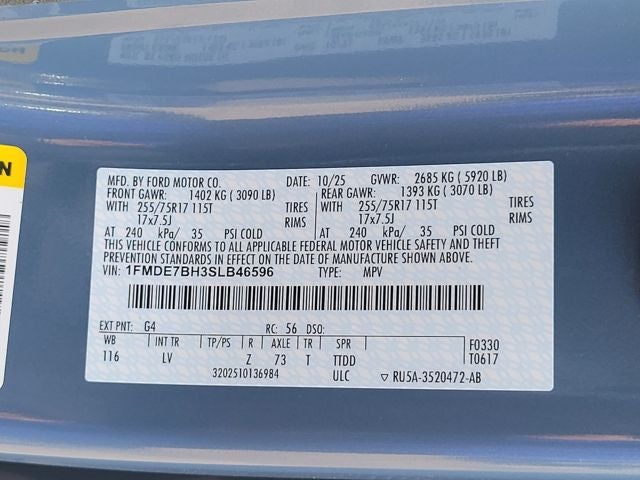 MFD. BY FORD MOTOR CO. DATE: 10/25 GVWR: 2685 KG (5920 LB)
FRONT GAWR: 1402 KG (3090 LB) REAR GAWR: 1393 KG (3070 LB)
WITH 255/75R17 115T TIRES WITH 255/75R17 115T TIRES
17x7.5J RIMS 17x7.5J RIMS
AT 240 kPa/ 35 PSI COLD AT 240 kPa/ 35 PSI COLD
THIS VEHICLE CONFORMS TO ALL APPLICABLE FEDERAL MOTOR VEHICLE SAFETY AND THEFT
PREVENTION STANDARDS IN EFFECT ON THE DATE OF MANUFACTURE SHOWN ABOVE.
VIN: 1FMDE7BH3SLB46596 TYPE: MPV
EXT PNT: G4 RC: 56 DSO:
WB INT TR TP/PS R AXLE TR SPR F0330
116 LV Z 73 T TTDD T0617
3202510136984 ULC ▽ RU5A-3520472-AB